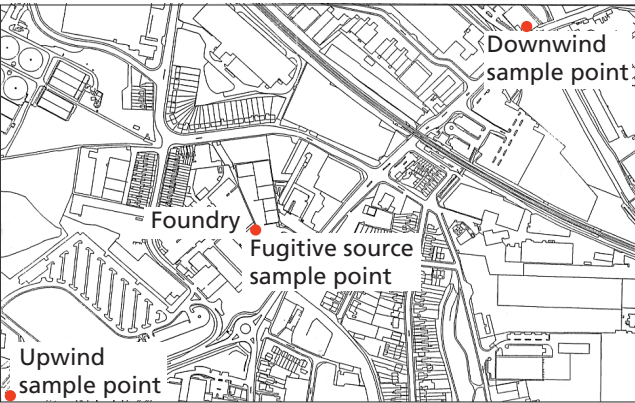 Downwind
sample point
Foundry
Fugitive source
sample point
Upwind
sample point